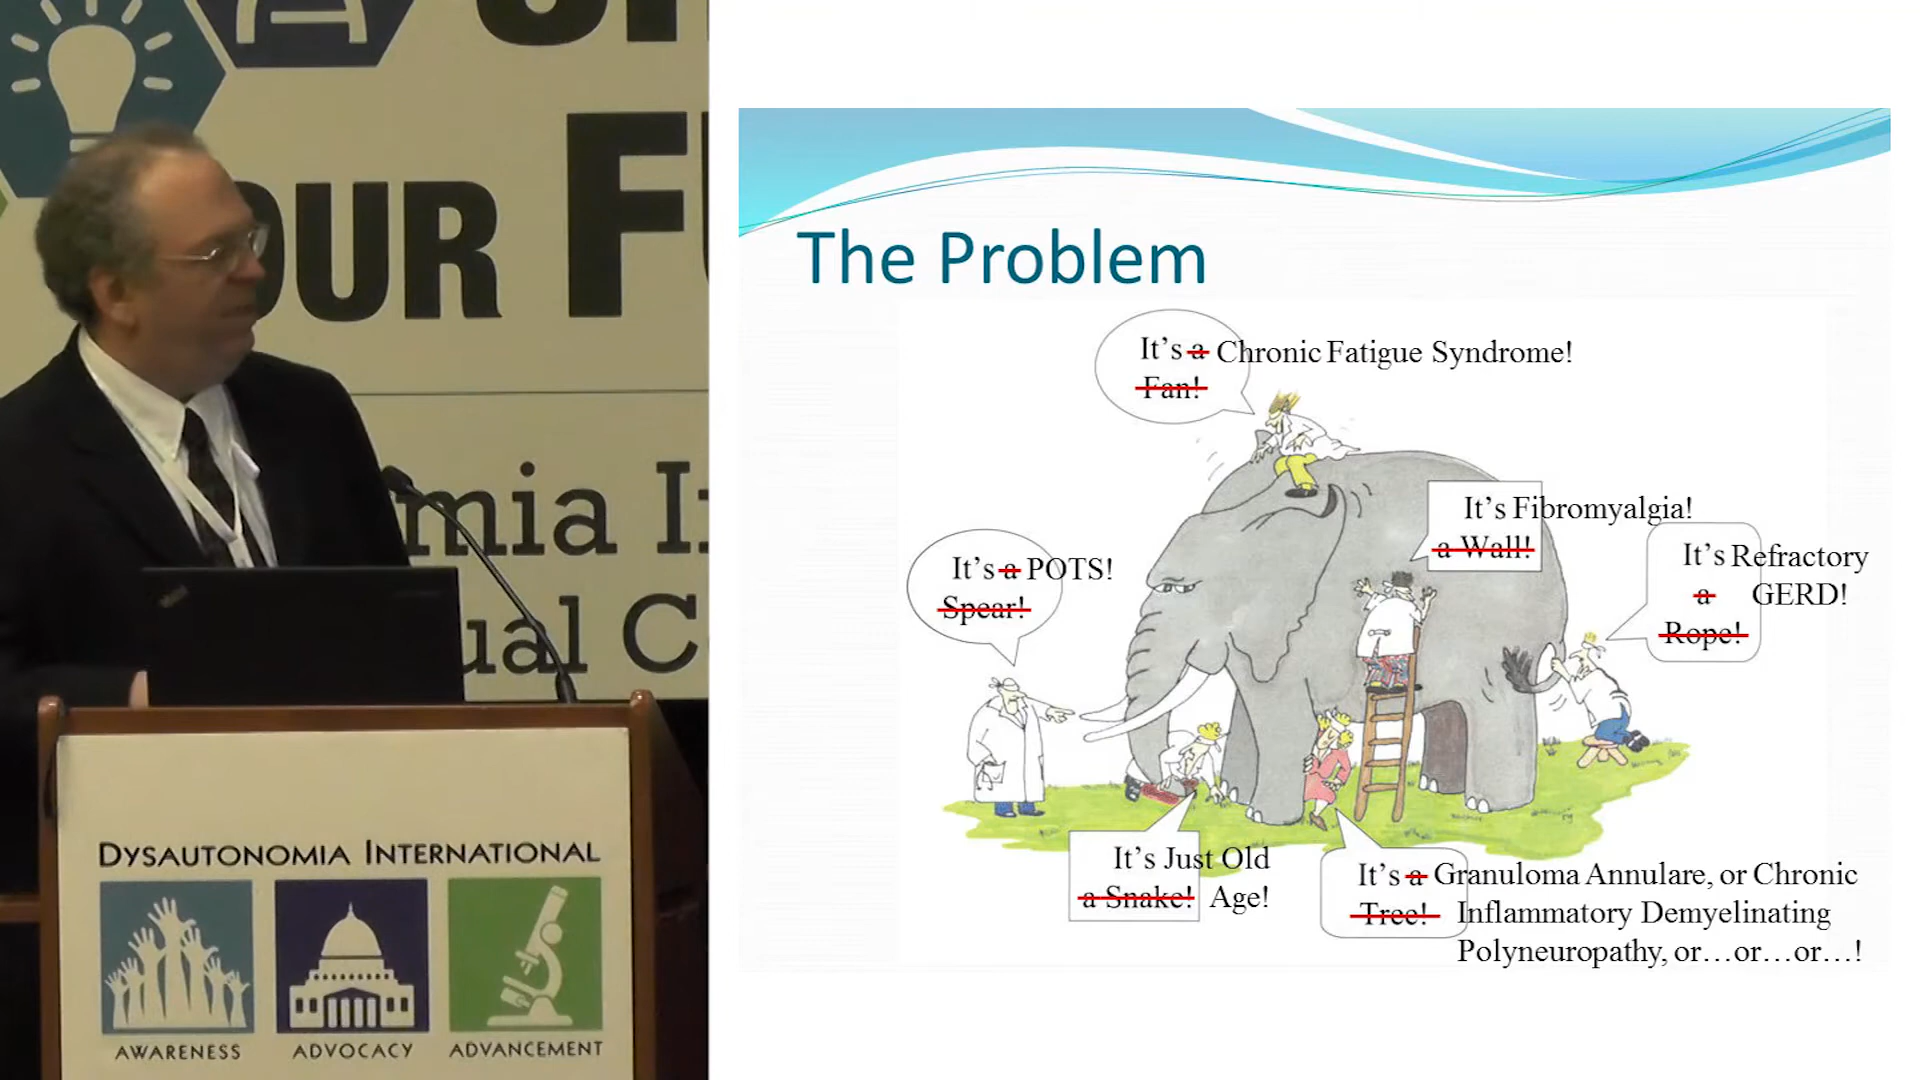 OUR F
mia I
ual C
DYSAUTONOMIA INTERNATIONAL
AWARENESS
ADVOCACY
ADVANCEMENT
The Problem
It's a Chronic Fatigue Syndrome!
Fan!
It's Fibromyalgia!
a Wall!
It's a POTS!
Spear!
It's Refractory
a GERD!
Rope!
It's Just Old
a Snake! Age!
It's a Granuloma Annulare, or Chronic
Tree! Inflammatory Demyelinating
Polyneuropathy, or…or…or…!